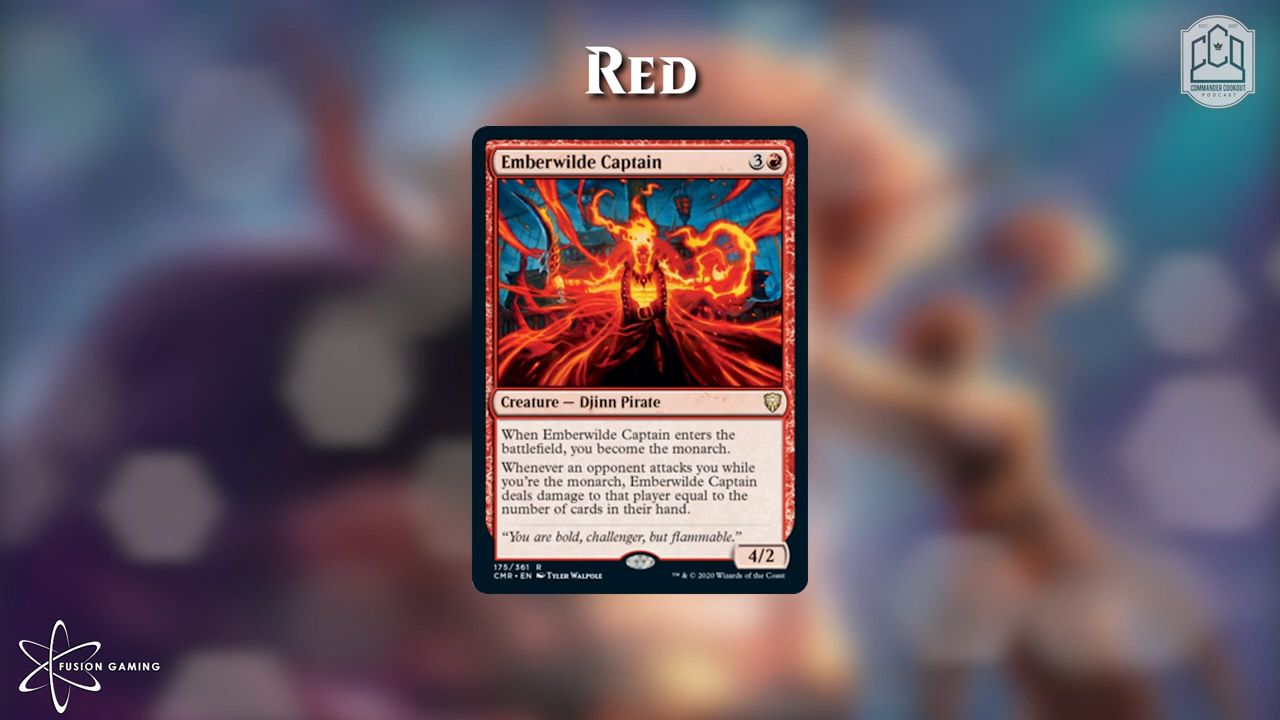 RED
COMMANDER COOKOUT
PODCAST
Emberwilde Captain 3
Creature — Djinn Pirate
When Emberwilde Captain enters the
battlefield, you become the monarch.
Whenever an opponent attacks you while
you're the monarch, Emberwilde Captain
deals damage to that player equal to the
number of cards in their hand.
"You are bold, challenger, but flammable."
4/2
175/361 R
CMR • EN TYLER WALPOLE
™ & © 2020 Wizards of the Coast
FUSION GAMING